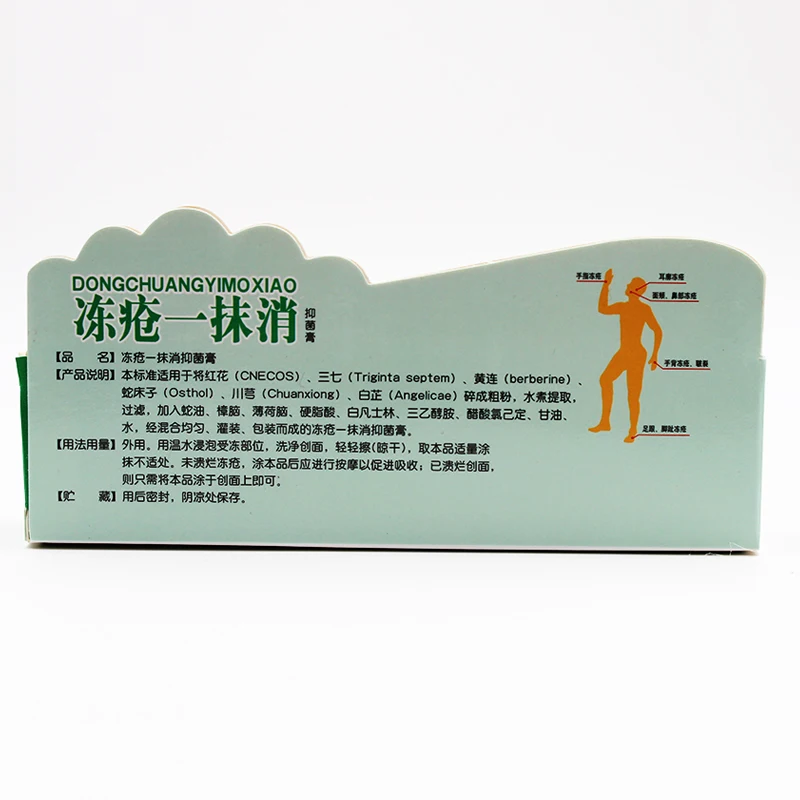 DONGCHUANGYIMOXIAO
冻疮一抹消
抑菌膏
【品 名】冻疮一抹消抑菌膏
【产品说明】本标准适用于将红花（CNECOS）、三七（Triginta septem）、黄连（berberine）、
蛇床子（Osthol）、川芎（Chuanxiong）、白芷（Angelicae）碎成粗粉，水煮提取，
过滤，加入蛇油、樟脑、薄荷脑、硬脂酸、白凡士林、三乙醇胺、醋酸氯己定、甘油、
水，经混合均匀、灌装、包装而成的冻疮一抹消抑菌膏
【用法用量】外用。用温水浸泡受冻部位，洗净创面，轻轻擦(晾干)，取本品适量涂
抹不适处。未溃烂冻疮，涂本品后应进行按摩以促进吸收；已溃烂创面，
则只需将本品涂于创面上即可。
【贮 藏】用后密封，阴凉处保存。
手指冻疮
耳廓冻疮
面颊、鼻部冻疮
手背冻疮、皲裂
足跟、脚趾冻疮